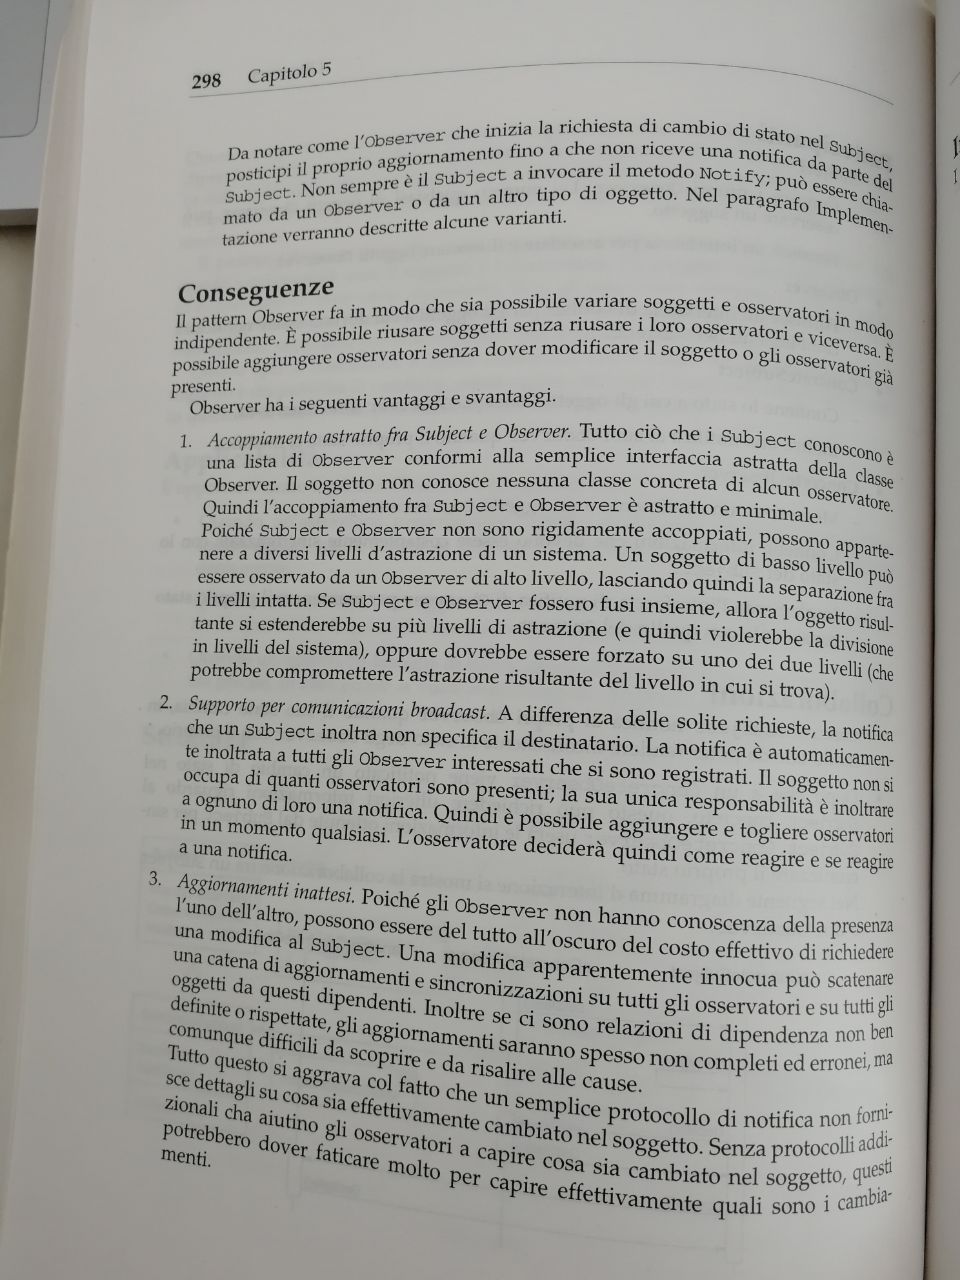 298 Capitolo 5
Da notare come l'Observer che inizia la richiesta di cambio di stato nel Subject,
posticipi il proprio aggiornamento fino a che non riceve una notifica da parte del
Subject. Non sempre è il Subject a invocare il metodo Notify; può essere chia-
mato da un Observer o da un altro tipo di oggetto. Nel paragrafo Implemen-
tazione verranno descritte alcune varianti.
Conseguenze
Il pattern Observer fa in modo che sia possibile variare soggetti e osservatori in modo
indipendente. È possibile riusare soggetti senza riusare i loro osservatori e viceversa. È
possibile aggiungere osservatori senza dover modificare il soggetto o gli osservatori già
presenti.
Observer ha i seguenti vantaggi e svantaggi.
1. Accoppiamento astratto fra Subject e Observer. Tutto ciò che i Subject conoscono è
una lista di Observer conformi alla semplice interfaccia astratta della classe
Observer. Il soggetto non conosce nessuna classe concreta di alcun osservatore.
Quindi l'accoppiamento fra Subject e Observer è astratto e minimale.
Poiché Subject e Observer non sono rigidamente accoppiati, possono apparte-
nere a diversi livelli d'astrazione di un sistema. Un soggetto di basso livello può
essere osservato da un Observer di alto livello, lasciando quindi la separazione fra
i livelli intatta. Se Subject e Observer fossero fusi insieme, allora l'oggetto risul-
tante si estenderebbe su più livelli di astrazione (e quindi violerebbe la divisione
in livelli del sistema), oppure dovrebbe essere forzato su uno dei due livelli (che
potrebbe compromettere l'astrazione risultante del livello in cui si trova).
2. Supporto per comunicazioni broadcast. A differenza delle solite richieste, la notifica
che un Subject inoltra non specifica il destinatario. La notifica è automaticamen-
te inoltrata a tutti gli Observer interessati che si sono registrati. Il soggetto non si
occupa di quanti osservatori sono presenti; la sua unica responsabilità è inoltrare
a ognuno di loro una notifica. Quindi è possibile aggiungere e togliere osservatori
in un momento qualsiasi. L'osservatore deciderà quindi come reagire e se reagire
a una notifica.
3. Aggiornamenti inattesi. Poiché gli Observer non hanno conoscenza della presenza
l'uno dell'altro, possono essere del tutto all'oscuro del costo effettivo di richiedere
una modifica al Subject. Una modifica apparentemente innocua può scatenare
una catena di aggiornamenti e sincronizzazioni su tutti gli osservatori e su tutti gli
oggetti da questi dipendenti. Inoltre se ci sono relazioni di dipendenza non ben
definite o rispettate, gli aggiornamenti saranno spesso non completi ed erronei, ma
comunque difficili da scoprire e da risalire alle cause.
Tutto questo si aggrava col fatto che un semplice protocollo di notifica non forni-
sce dettagli su cosa sia effettivamente cambiato nel soggetto. Senza protocolli addi-
zionali cha aiutino gli osservatori a capire cosa sia cambiato nel soggetto, questi
potrebbero dover faticare molto per capire effettivamente quali sono i cambia-
menti.